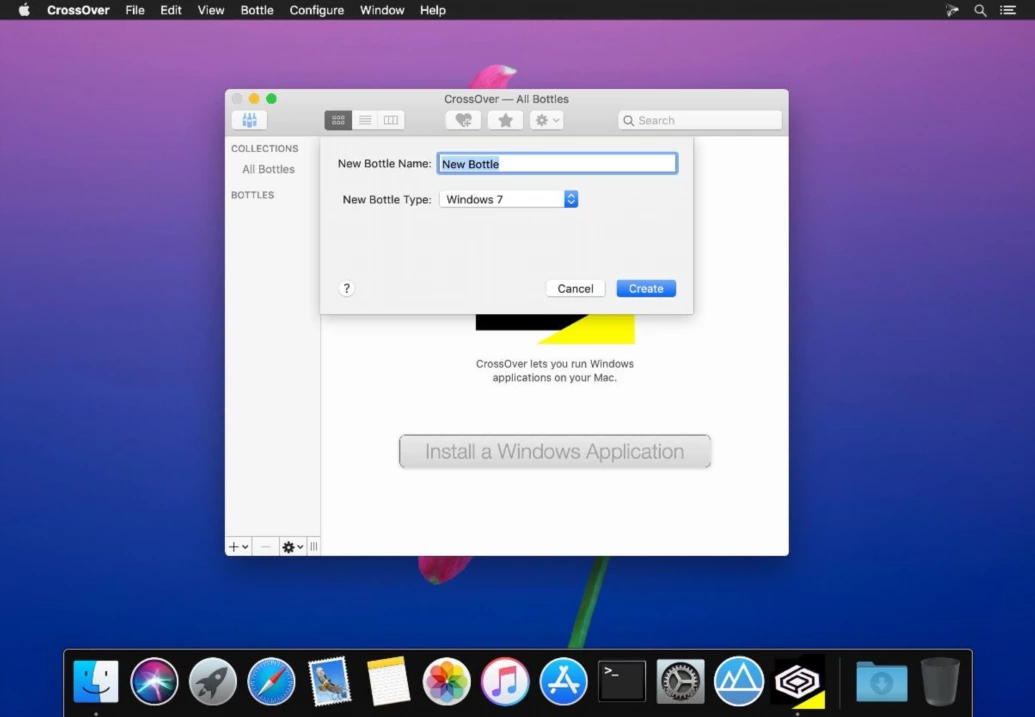 CrossOver File Edit View Bottle Configure Window Help
CrossOver — All Bottles
Search
COLLECTIONS
All Bottles
BOTTLES
New Bottle Name: New Bottle
New Bottle Type: Windows 7
? Cancel Create
CrossOver lets you run Windows
applications on your Mac.
Install a Windows Application
>_